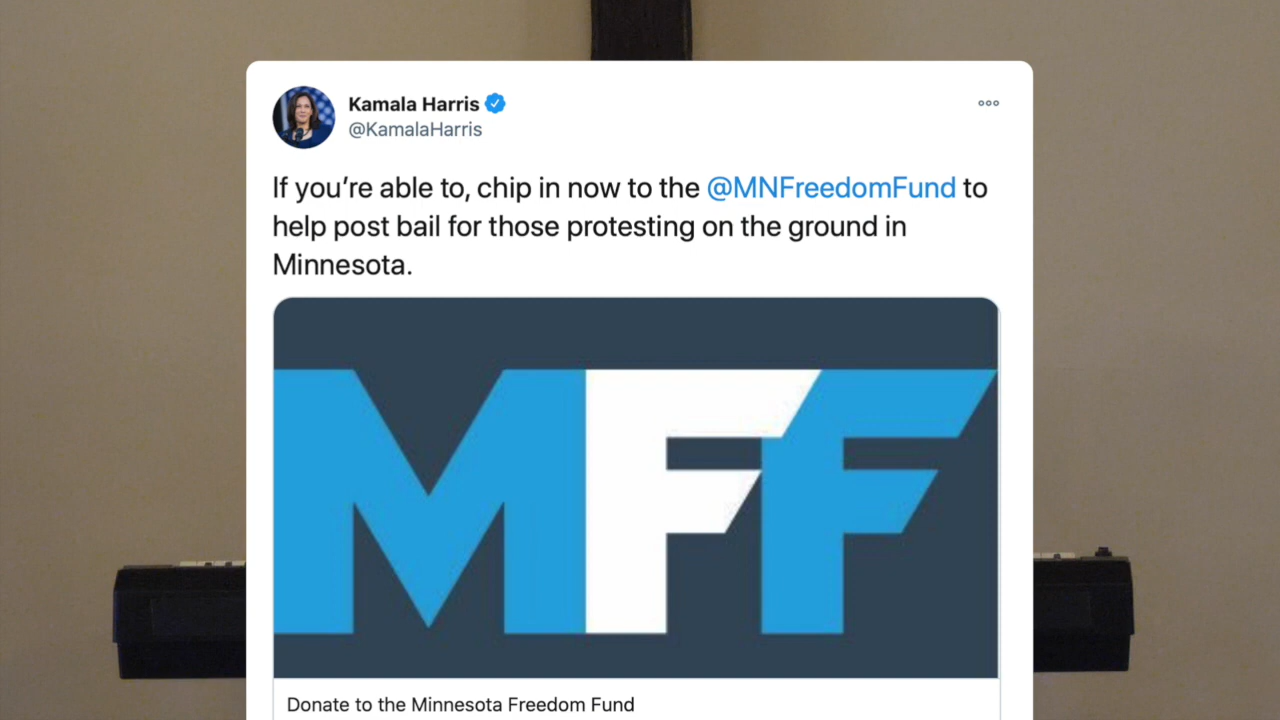 Kamala Harris
@KamalaHarris
If you’re able to, chip in now to the @MNFreedomFund to
help post bail for those protesting on the ground in
Minnesota.
MFF
Donate to the Minnesota Freedom Fund